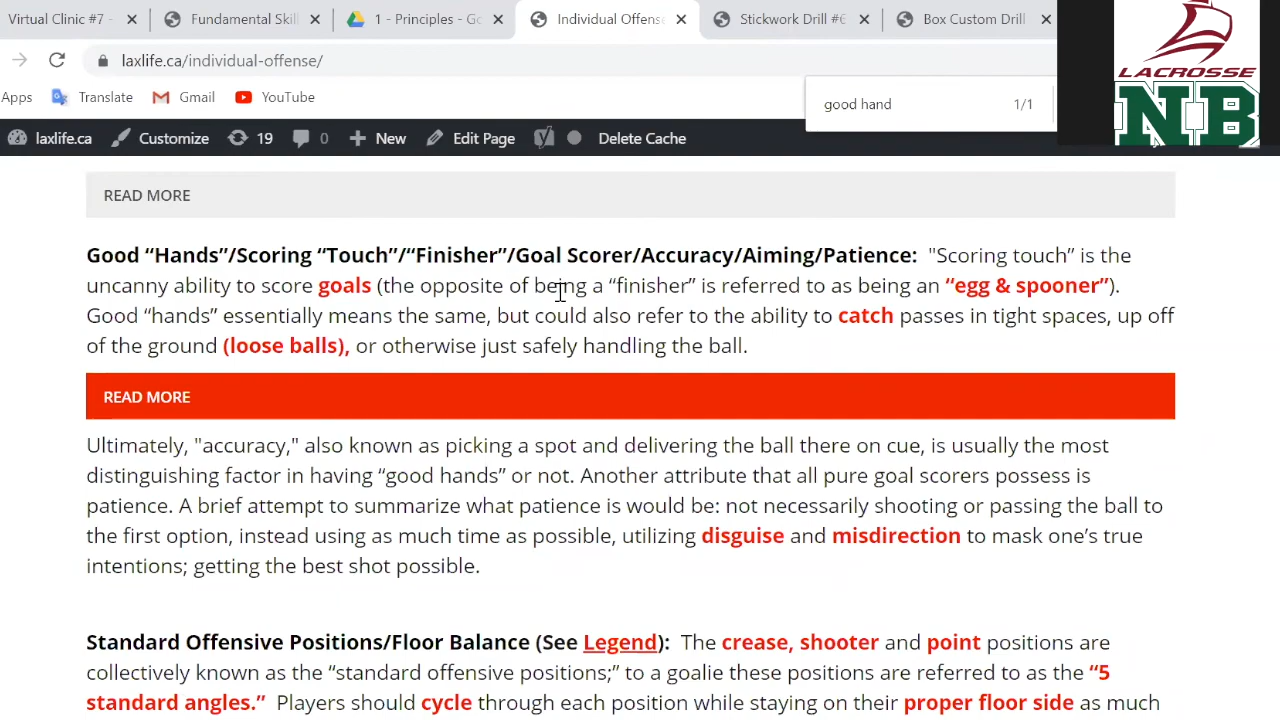 Virtual Clinic #7
Fundamental Skil
1 - Principles - Go
Individual Offense
Stickwork Drill #6
Box Custom Drill
laxlife.ca/individual-offense/
Apps Translate Gmail YouTube
good hand 1/1
LACROSSE
NB
laxlife.ca Customize 19 0 New Edit Page Delete Cache
READ MORE
Good “Hands”/Scoring “Touch”/“Finisher”/Goal Scorer/Accuracy/Aiming/Patience: "Scoring touch” is the
uncanny ability to score goals (the opposite of being a “finisher” is referred to as being an “egg & spooner”).
Good “hands” essentially means the same, but could also refer to the ability to catch passes in tight spaces, up off
of the ground (loose balls), or otherwise just safely handling the ball.
READ MORE
Ultimately, "accuracy," also known as picking a spot and delivering the ball there on cue, is usually the most
distinguishing factor in having “good hands” or not. Another attribute that all pure goal scorers possess is
patience. A brief attempt to summarize what patience is would be: not necessarily shooting or passing the ball to
the first option, instead using as much time as possible, utilizing disguise and misdirection to mask one’s true
intentions; getting the best shot possible.
Standard Offensive Positions/Floor Balance (See Legend): The crease, shooter and point positions are
collectively known as the “standard offensive positions;” to a goalie these positions are referred to as the “5
standard angles.” Players should cycle through each position while staying on their proper floor side as much